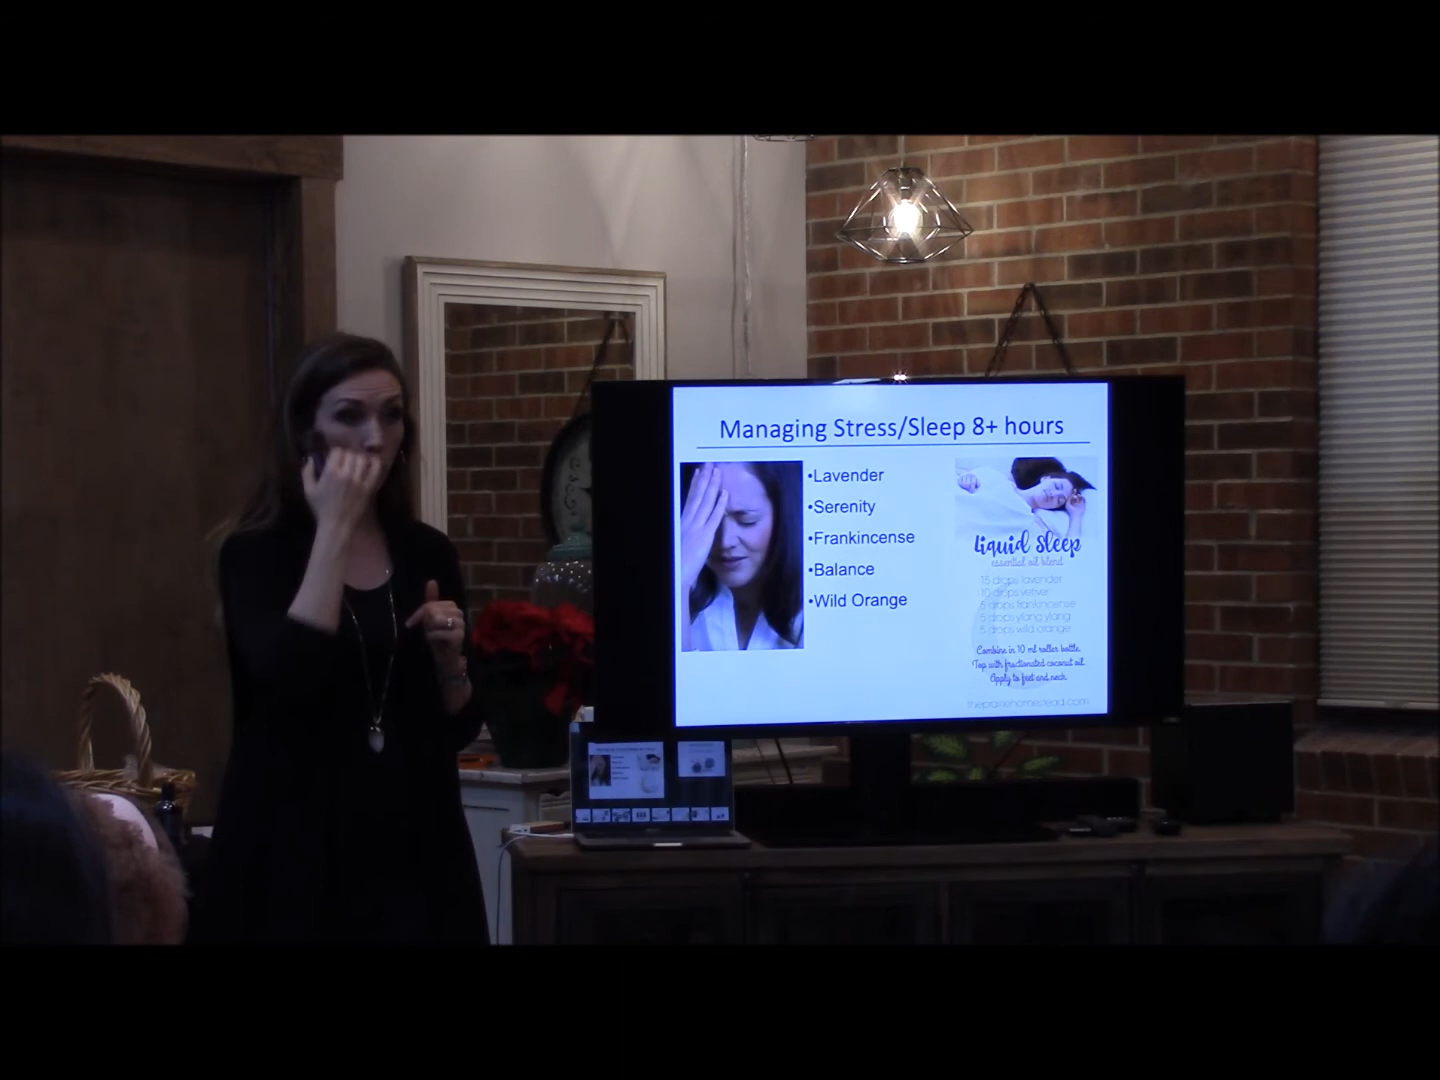 Managing Stress/Sleep 8+ hours
•Lavender
•Serenity
•Frankincense
•Balance
•Wild Orange
Liquid Sleep
essential oil blend
15 drops lavender
10 drops vetiver
5 drops frankincense
5 drops ylang ylang
5 drops wild orange
Combine in 10 ml roller bottle.
Top with fractionated coconut oil.
Apply to feet and neck.
theprairiehomestead.com